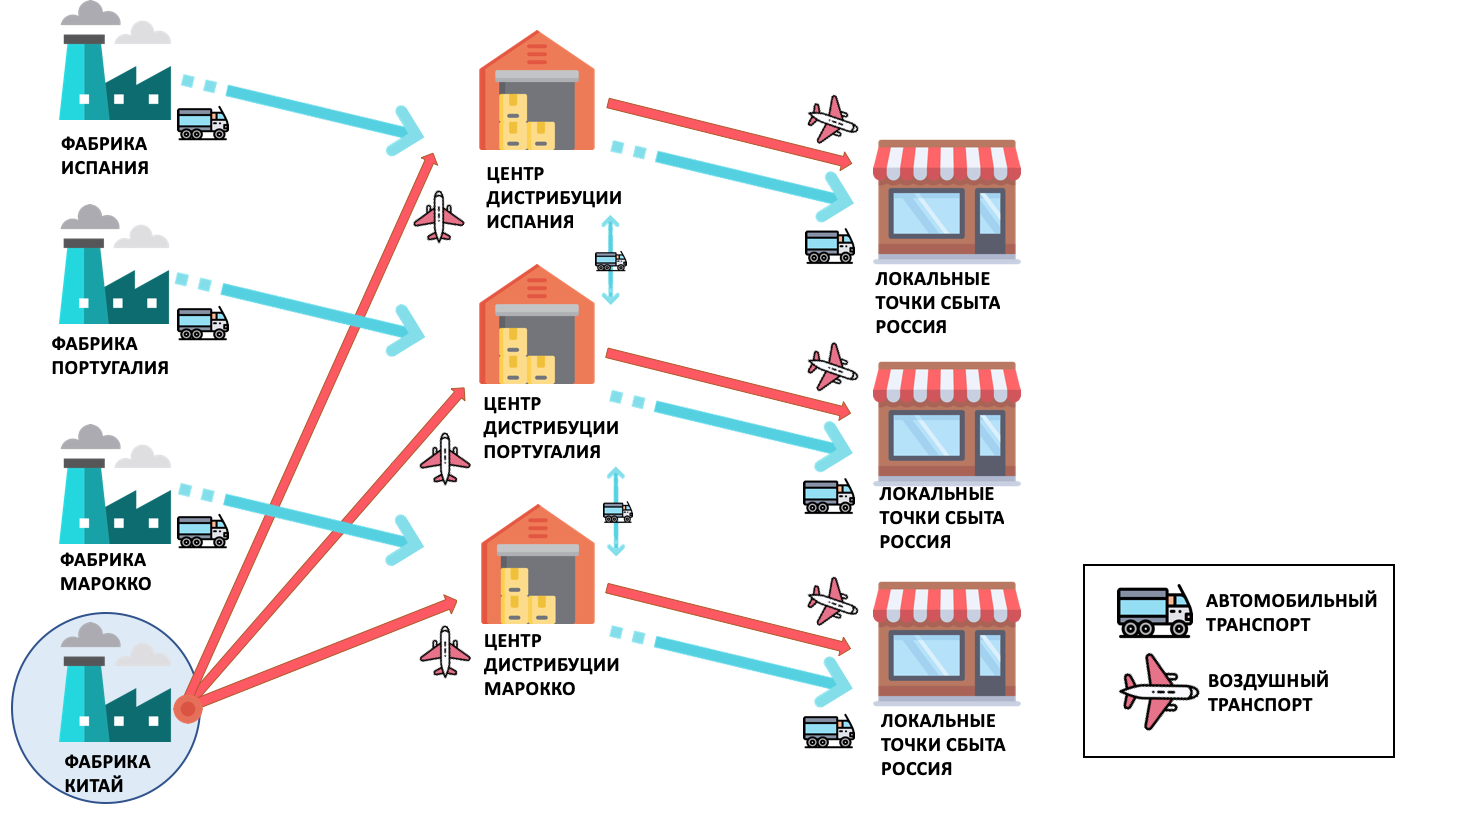 ФАБРИКА
ИСПАНИЯ
ЦЕНТР
ДИСТРИБУЦИИ
ИСПАНИЯ
ЛОКАЛЬНЫЕ
ТОЧКИ СБЫТА
РОССИЯ
ФАБРИКА
ПОРТУГАЛИЯ
ЦЕНТР
ДИСТРИБУЦИИ
ПОРТУГАЛИЯ
ЛОКАЛЬНЫЕ
ТОЧКИ СБЫТА
РОССИЯ
ФАБРИКА
МАРОККО
ЦЕНТР
ДИСТРИБУЦИИ
МАРОККО
ЛОКАЛЬНЫЕ
ТОЧКИ СБЫТА
РОССИЯ
ФАБРИКА
КИТАЙ
АВТОМОБИЛЬНЫЙ
ТРАНСПОРТ
ВОЗДУШНЫЙ
ТРАНСПОРТ